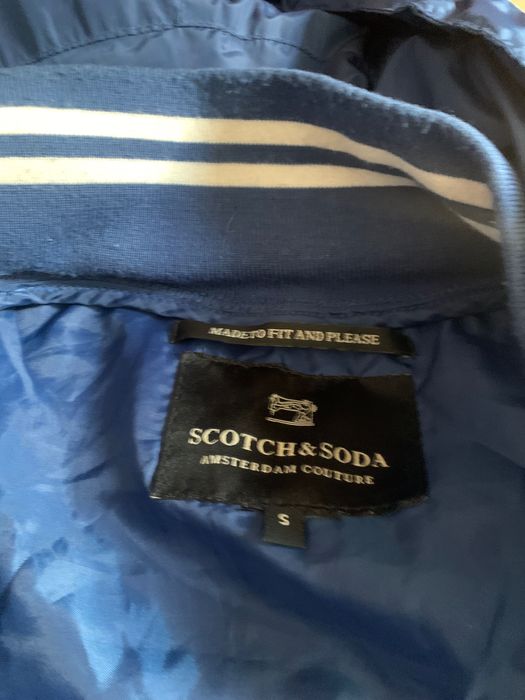 MADE TO FIT AND PLEASE
SCOTCH & SODA
AMSTERDAM COUTURE
S